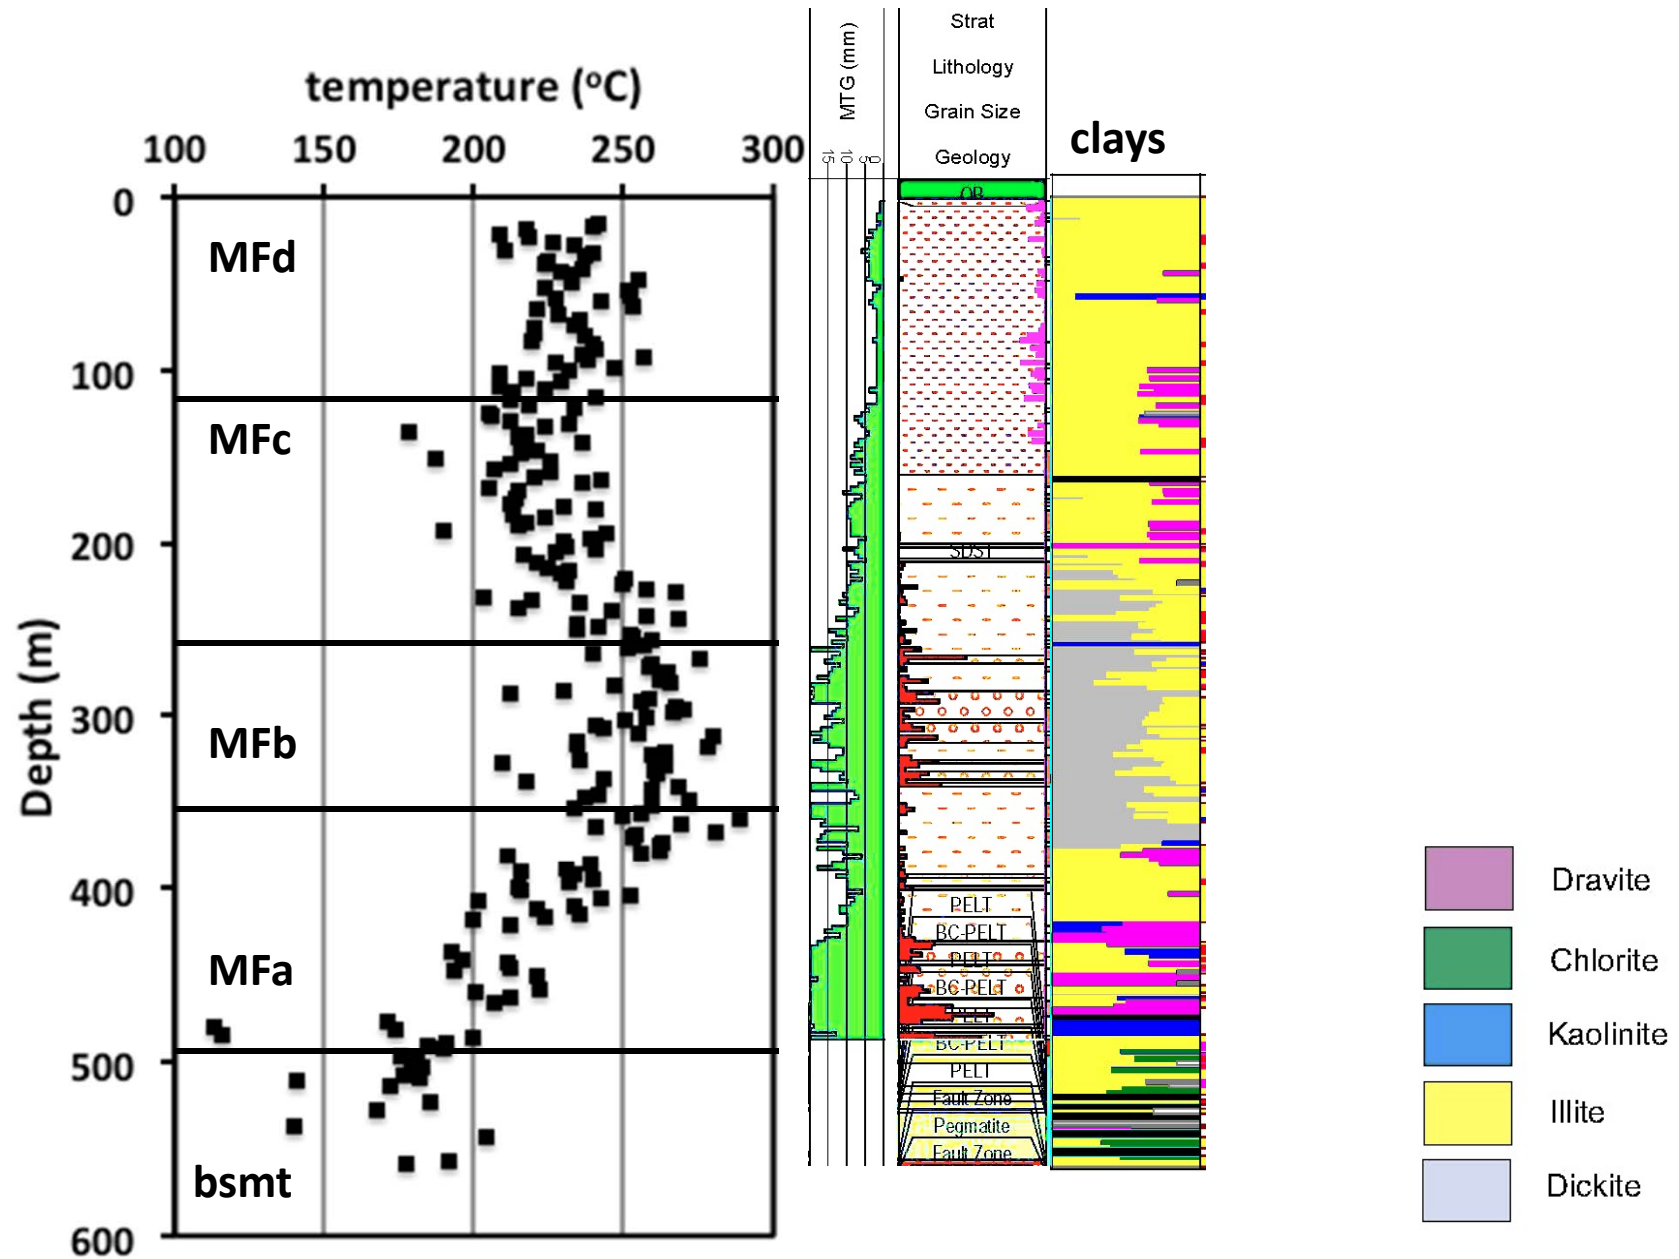 temperature (°C)
100 150 200 250 300
Depth (m)
0
100
200
300
400
500
600
MFd
MFc
MFb
MFa
bsmt
MTG (mm)
15 10 5 0
Strat
Lithology
Grain Size
Geology
clays
OB
SDST
PELT
BC-PELT
PELT
BC-PELT
PELT
BC-PELT
PELT
Fault Zone
Pegmatite
Fault Zone
Dravite
Chlorite
Kaolinite
Illite
Dickite